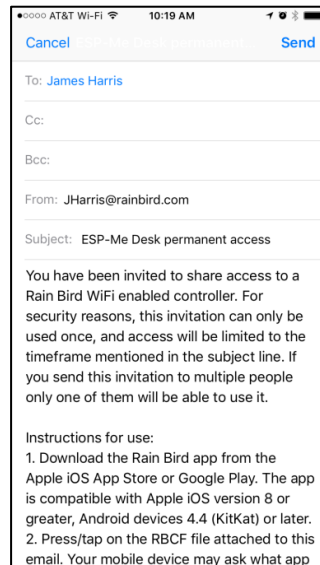 AT&T Wi-Fi 10:19 AM
Cancel ESP-Me Desk permanent... Send
To: James Harris
Cc:
Bcc:
From: JHarris@rainbird.com
Subject: ESP-Me Desk permanent access
You have been invited to share access to a
Rain Bird WiFi enabled controller. For
security reasons, this invitation can only be
used once, and access will be limited to the
timeframe mentioned in the subject line. If
you send this invitation to multiple people
only one of them will be able to use it.
Instructions for use:
1. Download the Rain Bird app from the
Apple iOS App Store or Google Play. The app
is compatible with Apple iOS version 8 or
greater, Android devices 4.4 (KitKat) or later.
2. Press/tap on the RBCF file attached to this
email. Your mobile device may ask what app